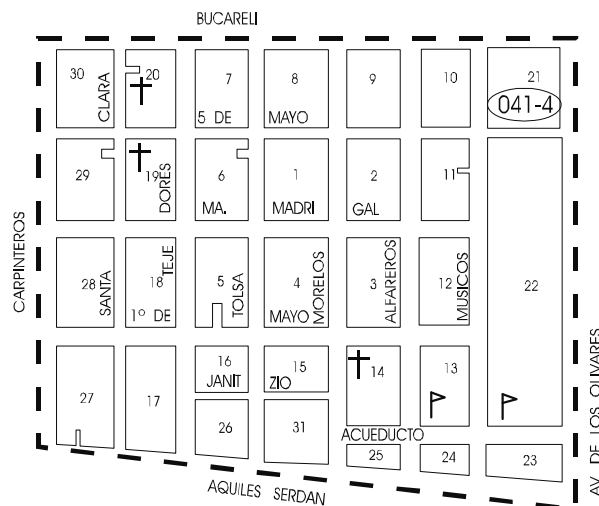 BUCARELI
30
CLARA
20
7
8
9
10
21
041-4
5 DE
MAYO
29
19
DORES
6
1
2
11
MA.
MADRI
GAL
CARPINTEROS
28
SANTA
18
TEJE
5
TOLSA
4
MORELOS
3
ALFAREROS
12
MUSICOS
22
1º DE
MAYO
27
17
16
15
14
13
JANIT
ZIO
26
31
ACUEDUCTO
25
24
23
AQUILES SERDAN
AV. DE LOS OLIVARES